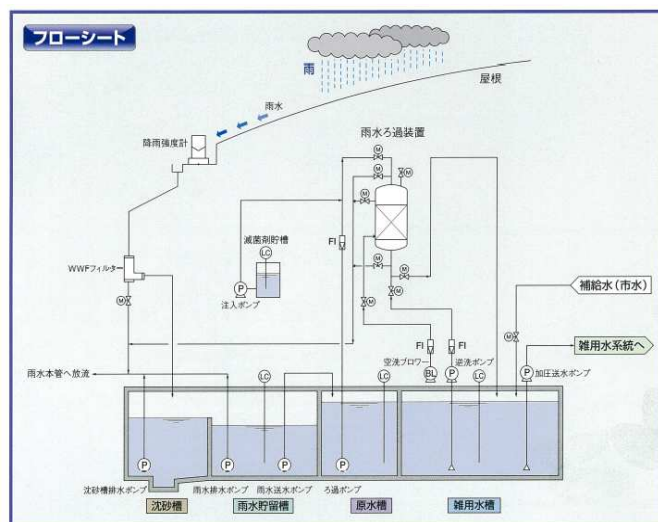 フローシート
雨
屋根
雨水
降雨強度計
雨水ろ過装置
M
M
M
M
M
M
M
FI
滅菌剤貯槽
LC
WWFフィルター
P
注入ポンプ
M
M
補給水(市水)
M
FI
FI
雑用水系統へ
空洗ブロワー
逆洗ポンプ
雨水本管へ放流
LC
LC
BL
P
LC
P
加圧送水ポンプ
P
P
P
P
沈砂槽排水ポンプ
雨水排水ポンプ
雨水送水ポンプ
ろ過ポンプ
沈砂槽
雨水貯留槽
原水槽
雑用水槽